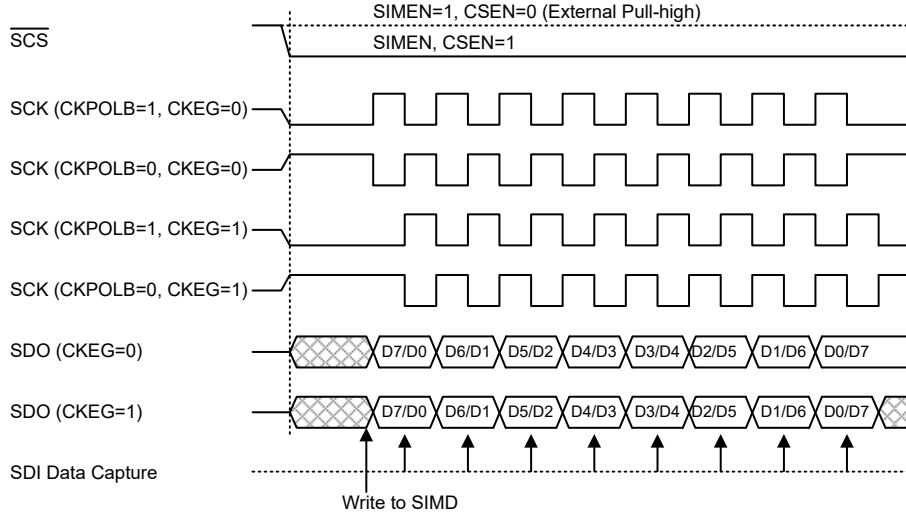 SIMEN=1, CSEN=0 (External Pull-high)
SCS
SIMEN, CSEN=1
SCK (CKPOLB=1, CKEG=0)
SCK (CKPOLB=0, CKEG=0)
SCK (CKPOLB=1, CKEG=1)
SCK (CKPOLB=0, CKEG=1)
SDO (CKEG=0) D7/D0 D6/D1 D5/D2 D4/D3 D3/D4 D2/D5 D1/D6 D0/D7
SDO (CKEG=1) D7/D0 D6/D1 D5/D2 D4/D3 D3/D4 D2/D5 D1/D6 D0/D7
SDI Data Capture
Write to SIMD